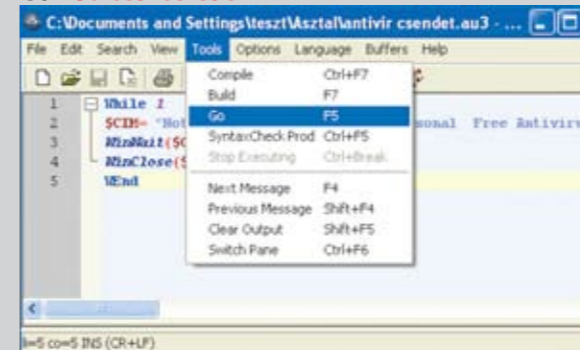 C:\Documents and Settings\teszt\Asztal\antivir csendet.au3 - ...
File Edit Search View Tools Options Language Buffers Help
Compile Ctrl+F7
Build F7
Go F5
SyntaxCheck Prod Ctrl+F5
Stop Executing Ctrl+Break
Next Message F4
Previous Message Shift+F4
Clear Output Shift+F5
Switch Pane Ctrl+F6
1 While 1
2 $CIM= "Hot sonal Free Antiviru
3 WinWait($C
4 WinClose($
5 WEnd
li=5 co=5 INS (CR+LF)